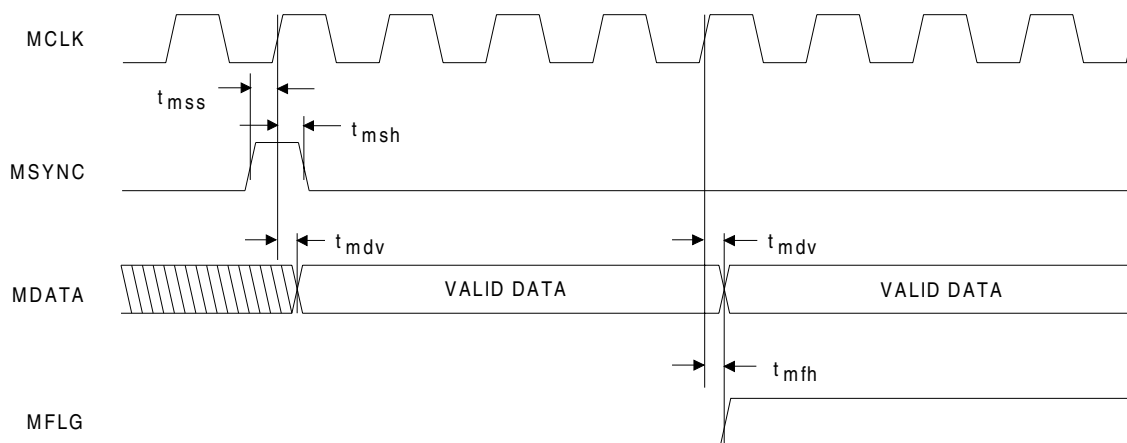 MCLK
t mss
t msh
MSYNC
t mdv t mdv
MDATA VALID DATA VALID DATA
t mfh
MFLG